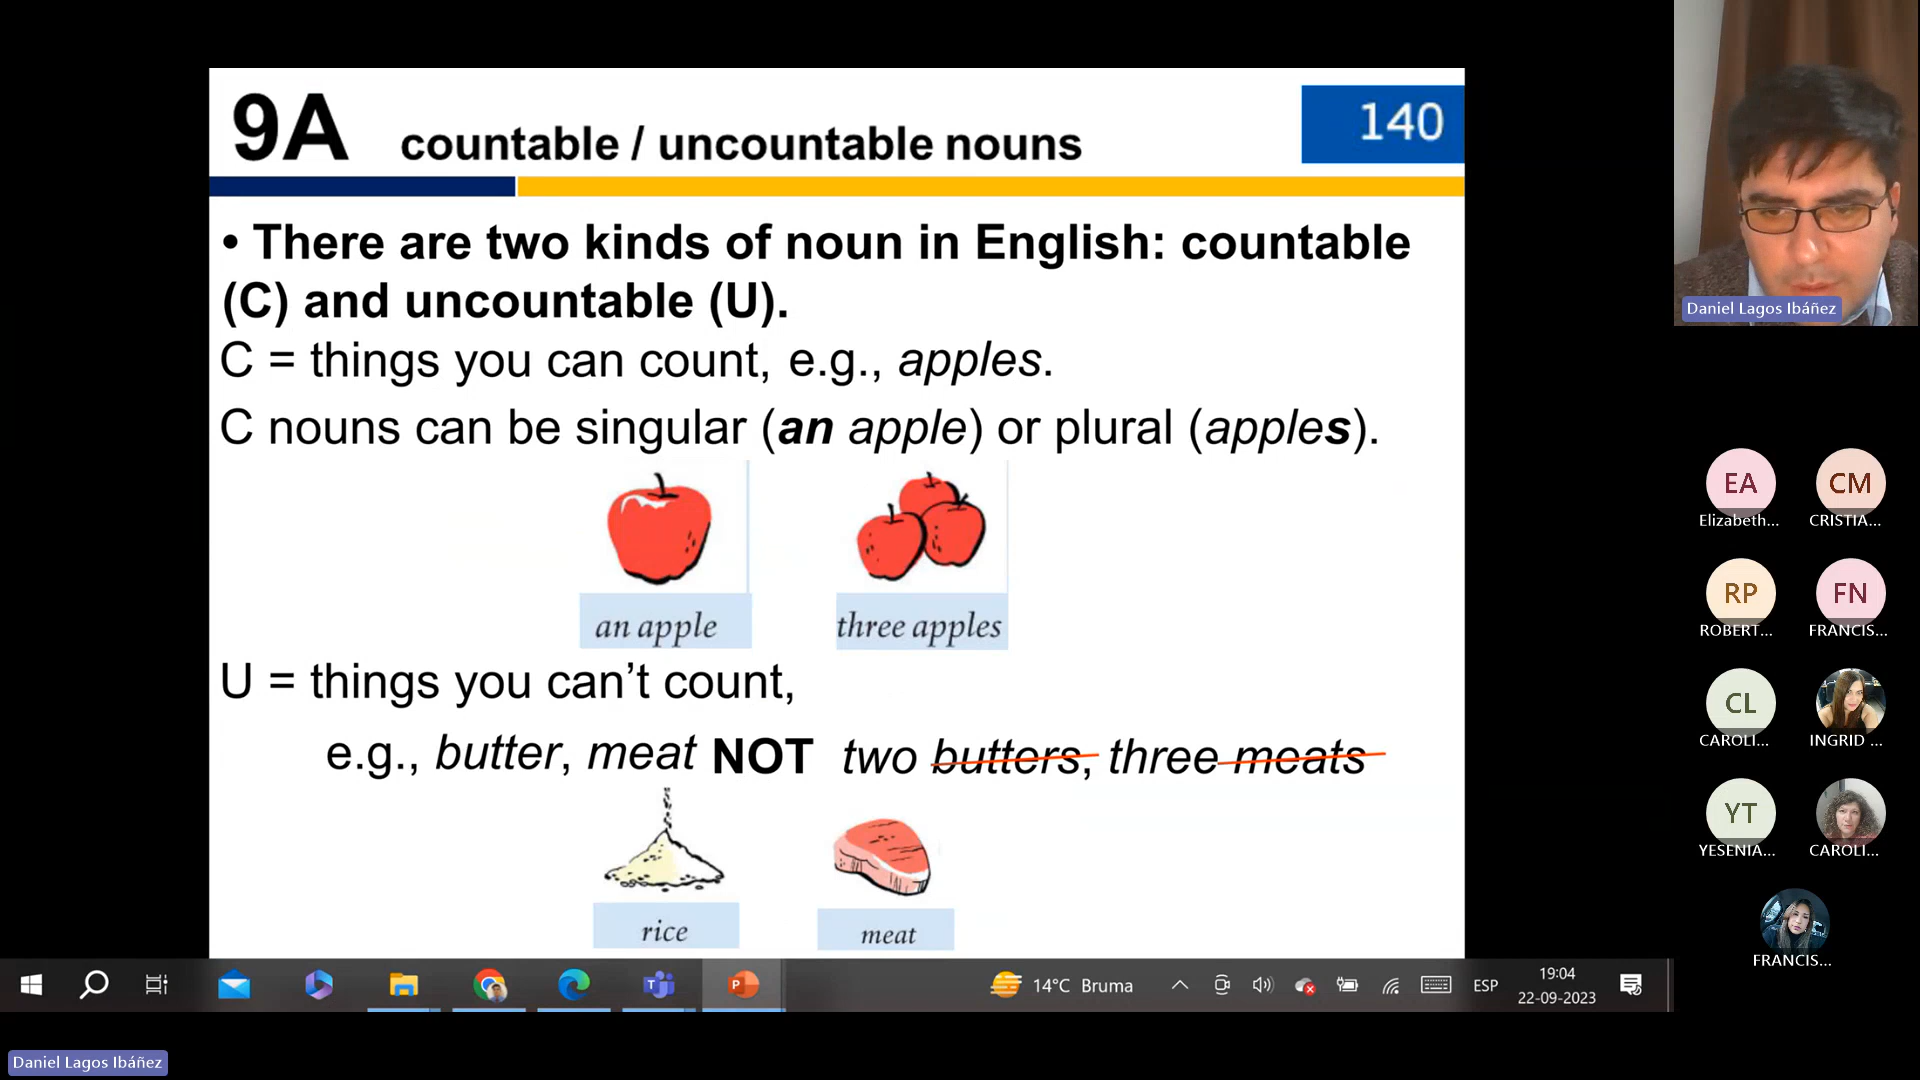 9A countable / uncountable nouns
140
• There are two kinds of noun in English: countable
(C) and uncountable (U).
C = things you can count, e.g., apples.
C nouns can be singular (an apple) or plural (apples).
an apple
three apples
U = things you can’t count,
e.g., butter, meat NOT two butters, three meats
rice
meat
Daniel Lagos Ibáñez
EA
CM
Elizabeth...
CRISTIA...
RP
FN
ROBERT...
FRANCIS...
CL
CAROLI...
INGRID ...
YT
YESENIA...
CAROLI...
FRANCIS...
14°C Bruma
ESP
19:04
22-09-2023
Daniel Lagos Ibáñez